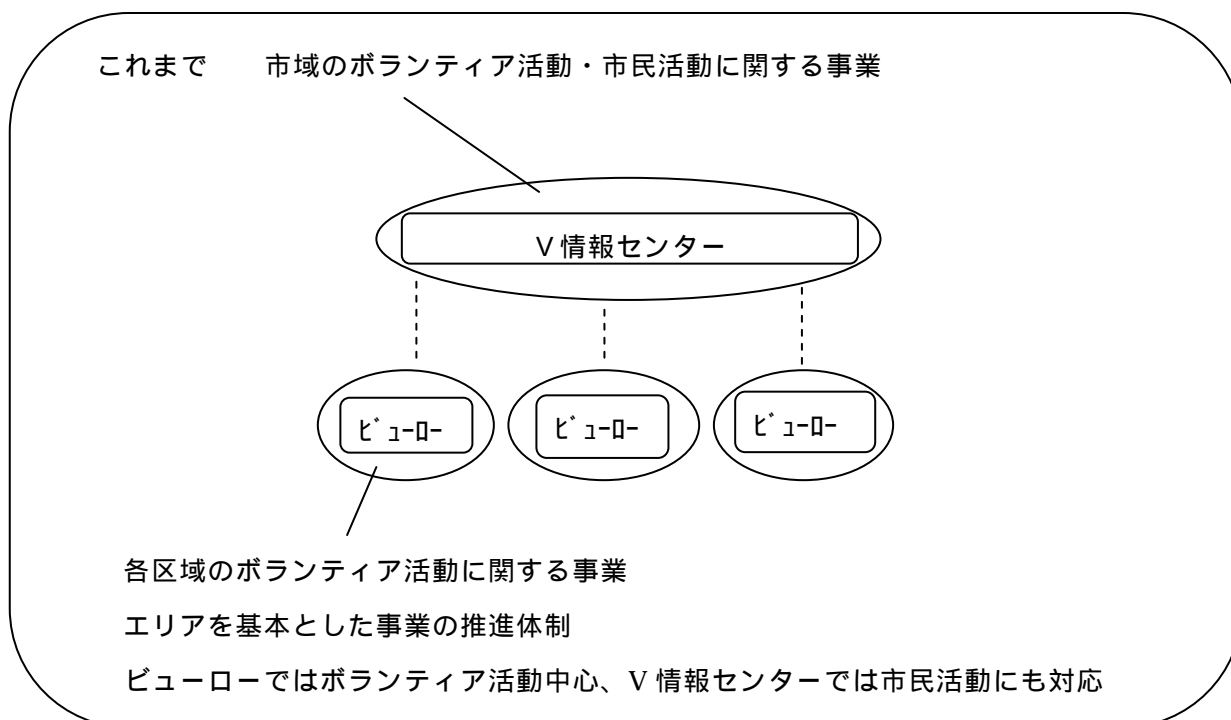 これまで　　市域のボランティア活動・市民活動に関する事業
V 情報センター
ﾋﾞｭｰﾛｰ
ﾋﾞｭｰﾛｰ
ﾋﾞｭｰﾛｰ
各区域のボランティア活動に関する事業
エリアを基本とした事業の推進体制
ビューローではボランティア活動中心、V 情報センターでは市民活動にも対応